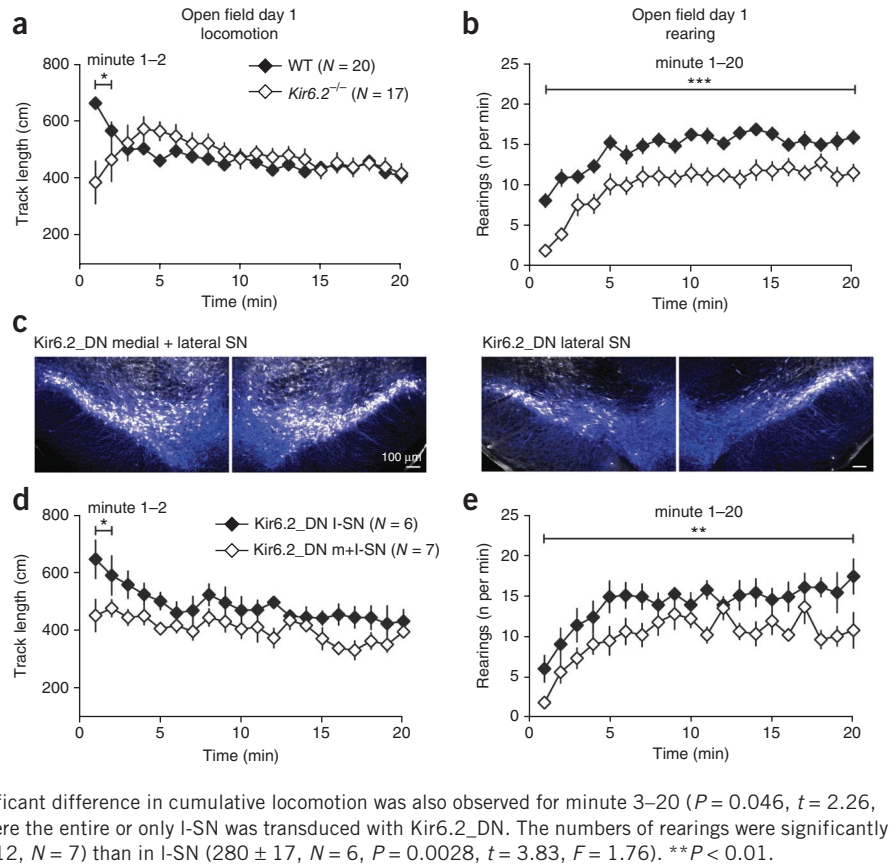 a
Open field day 1
locomotion
800
600
400
200
Track length (cm)
minute 1–2
*
WT (N = 20)
Kir6.2–/– (N = 17)
0 5 10 15 20
Time (min)
b
Open field day 1
rearing
25
20
15
10
5
0
Rearings (n per min)
minute 1–20
***
0 5 10 15 20
Time (min)
c
Kir6.2_DN medial + lateral SN
100 μm
Kir6.2_DN lateral SN
d
800
600
400
200
Track length (cm)
minute 1–2
*
Kir6.2_DN l-SN (N = 6)
Kir6.2_DN m+l-SN (N = 7)
0 5 10 15 20
Time (min)
e
25
20
15
10
5
0
Rearings (n per min)
minute 1–20
**
0 5 10 15 20
Time (min)
ficant difference in cumulative locomotion was also observed for minute 3–20 (P = 0.046, t = 2.26,
ere the entire or only l-SN was transduced with Kir6.2_DN. The numbers of rearings were significantly
12, N = 7) than in l-SN (280 ± 17, N = 6, P = 0.0028, t = 3.83, F = 1.76). **P < 0.01.